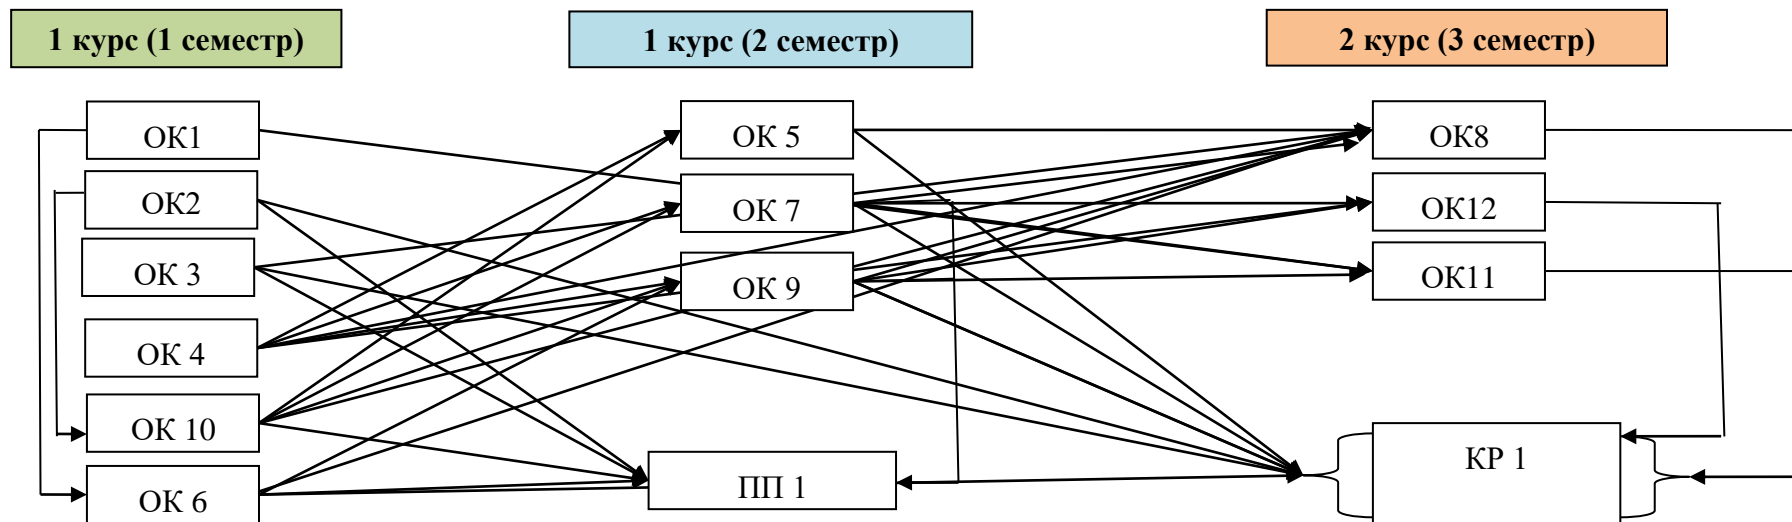 1 курс (1 семестр)
1 курс (2 семестр)
2 курс (3 семестр)
ОК1
ОК 5
ОК8
ОК2
ОК 7
ОК12
ОК 3
ОК 9
ОК11
ОК 4
ОК 10
КР 1
ОК 6
ПП 1